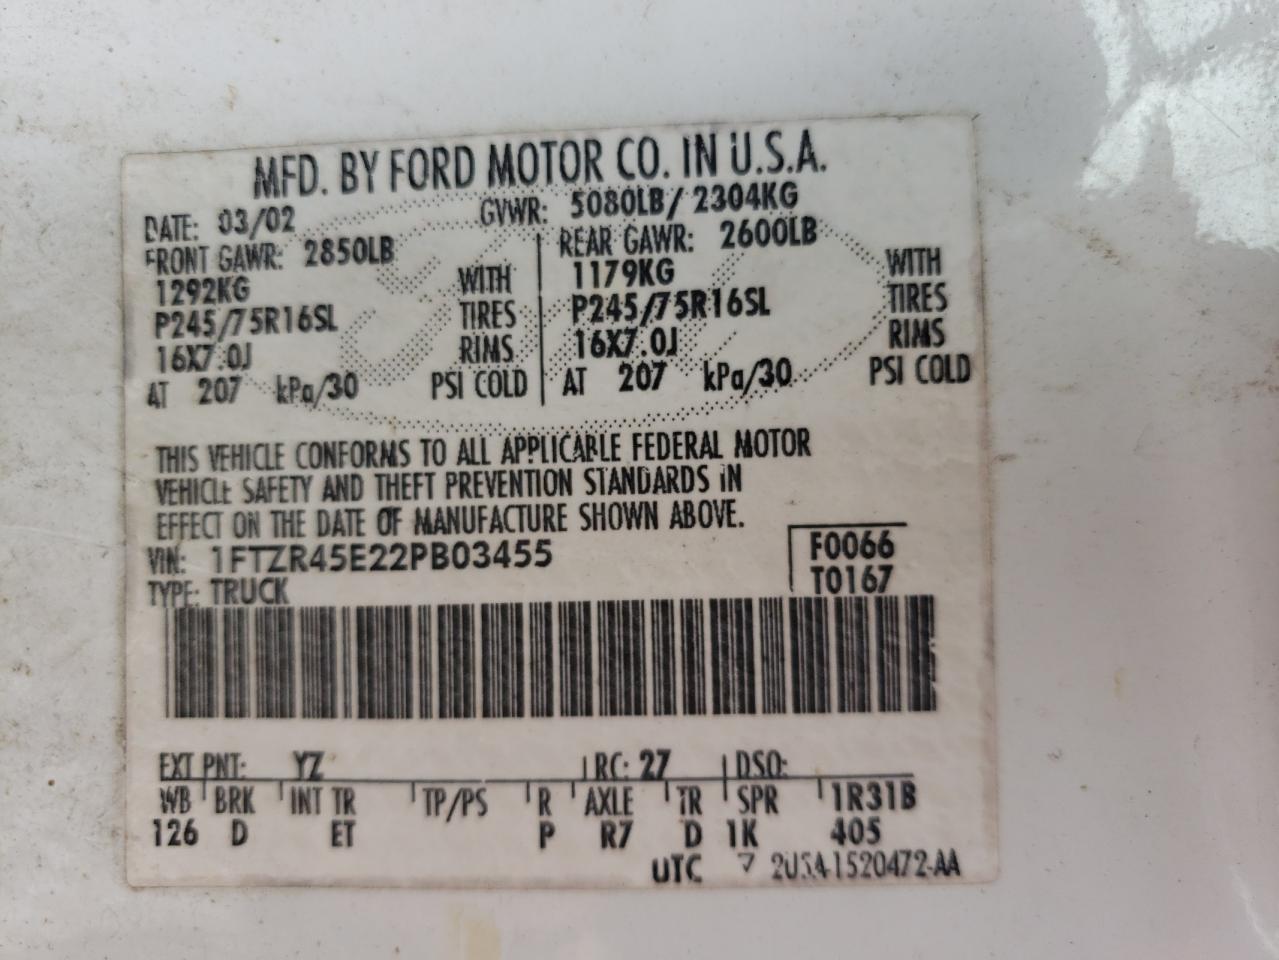 MFD. BY FORD MOTOR CO. IN U.S.A.
DATE: 03/02 GVWR: 5080LB/ 2304KG
FRONT GAWR: 2850LB REAR GAWR: 2600LB
1292KG WITH 1179KG WITH
P245/75R16SL TIRES P245/75R16SL TIRES
16X7.0J RIMS 16X7.0J RIMS
AT 207 kPa/30 PSI COLD AT 207 kPa/30 PSI COLD
THIS VEHICLE CONFORMS TO ALL APPLICABLE FEDERAL MOTOR
VEHICLE SAFETY AND THEFT PREVENTION STANDARDS IN
EFFECT ON THE DATE OF MANUFACTURE SHOWN ABOVE.
VIN: 1FTZR45E22PB03455 F0066
TYPE: TRUCK T0167
EXT PNT: YZ RC: 27 DSO:
WB BRK INT TR TP/PS R AXLE TR SPR 1R31B
126 D ET P R7 D 1K 405
UTC 2U5A-1520472-AA